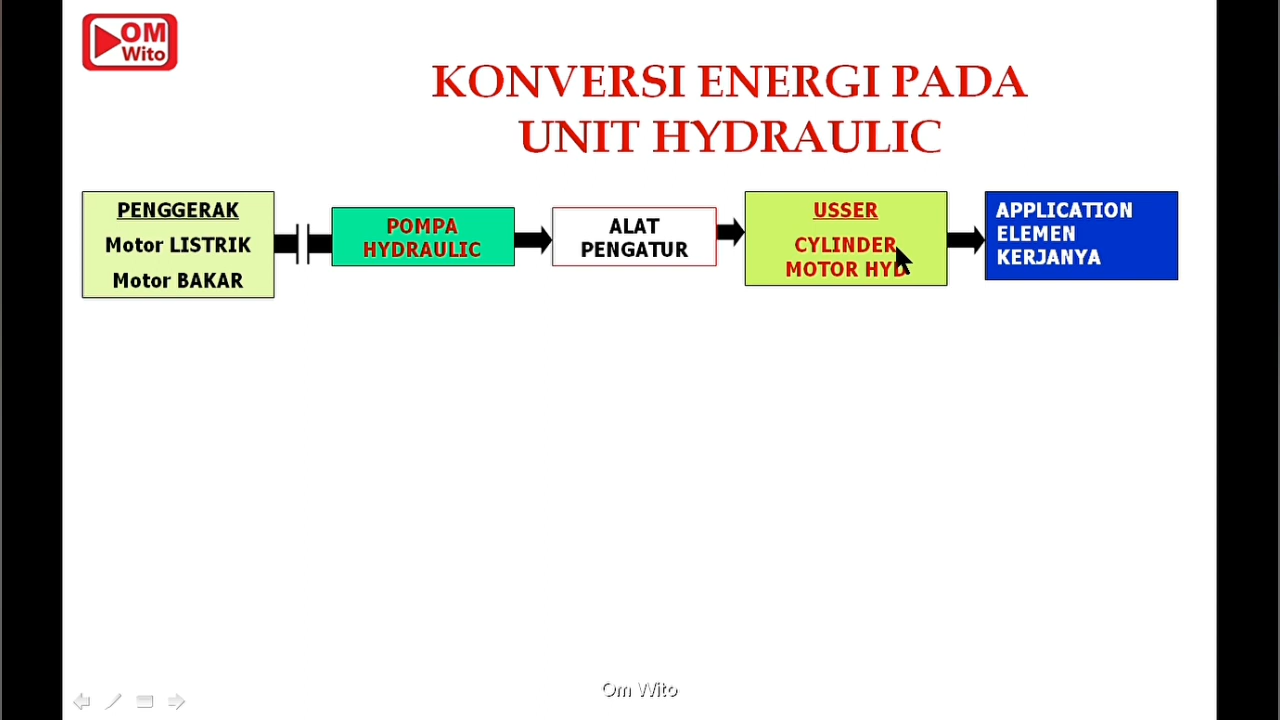 OM
Wito
KONVERSI ENERGI PADA
UNIT HYDRAULIC
PENGGERAK
Motor LISTRIK
Motor BAKAR
POMPA
HYDRAULIC
ALAT
PENGATUR
USSER
CYLINDER
MOTOR HYD
APPLICATION
ELEMEN
KERJANYA
Om Wito